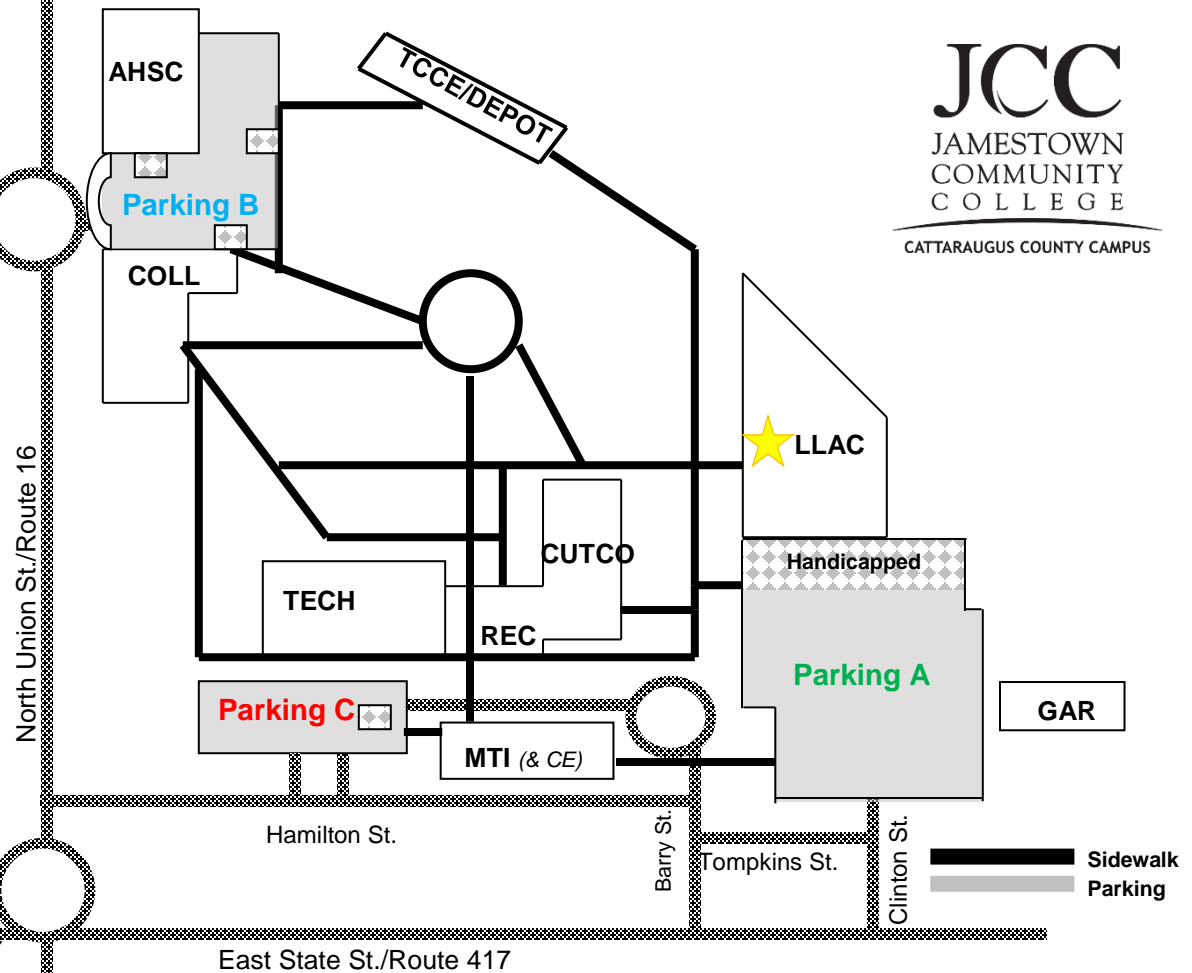 JCC
JAMESTOWN
COMMUNITY
COLLEGE
CATTARAUGUS COUNTY CAMPUS
AHSC
TCCE/DEPOT
Parking B
COLL
LLAC
North Union St./Route 16
CUTCO
Handicapped
TECH
REC
Parking A
Parking C
GAR
MTI (& CE)
Hamilton St.
Barry St.
Tompkins St.
Clinton St.
Sidewalk
Parking
East State St./Route 417